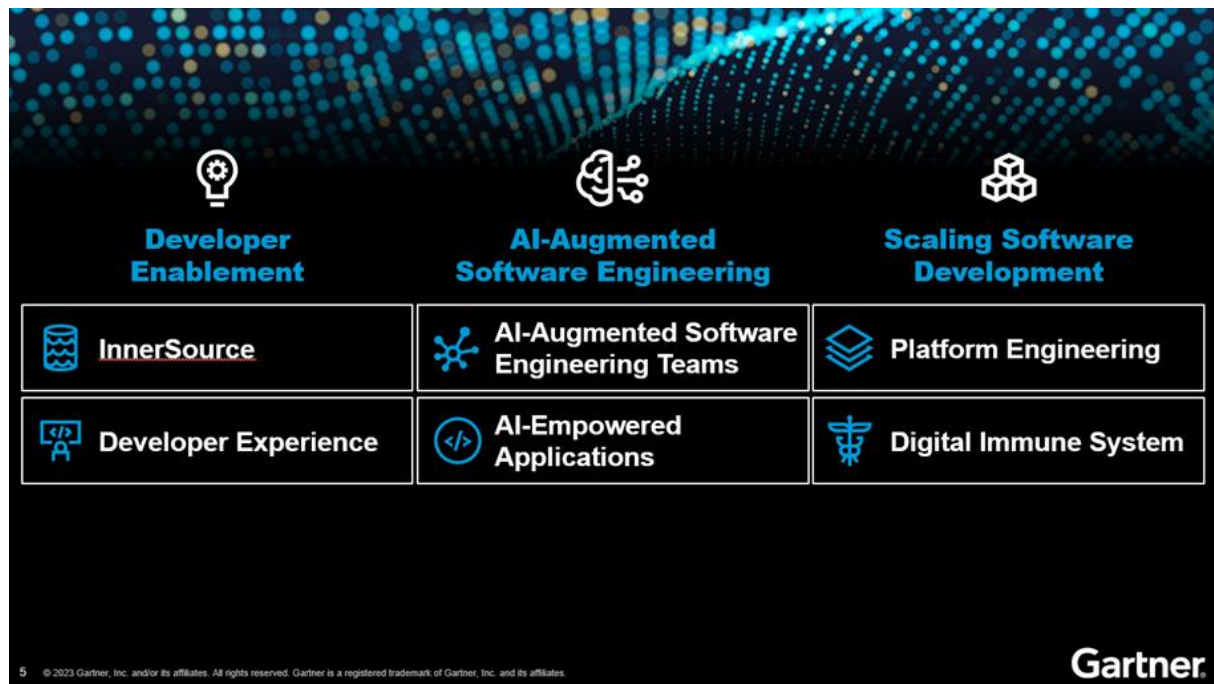 Developer
Enablement
AI-Augmented
Software Engineering
Scaling Software
Development
InnerSource
AI-Augmented Software
Engineering Teams
Platform Engineering
Developer Experience
</>
AI-Empowered
Applications
</>
Digital Immune System
5 © 2023 Gartner, Inc. and/or its affiliates. All rights reserved. Gartner is a registered trademark of Gartner, Inc. and its affiliates.
Gartner.